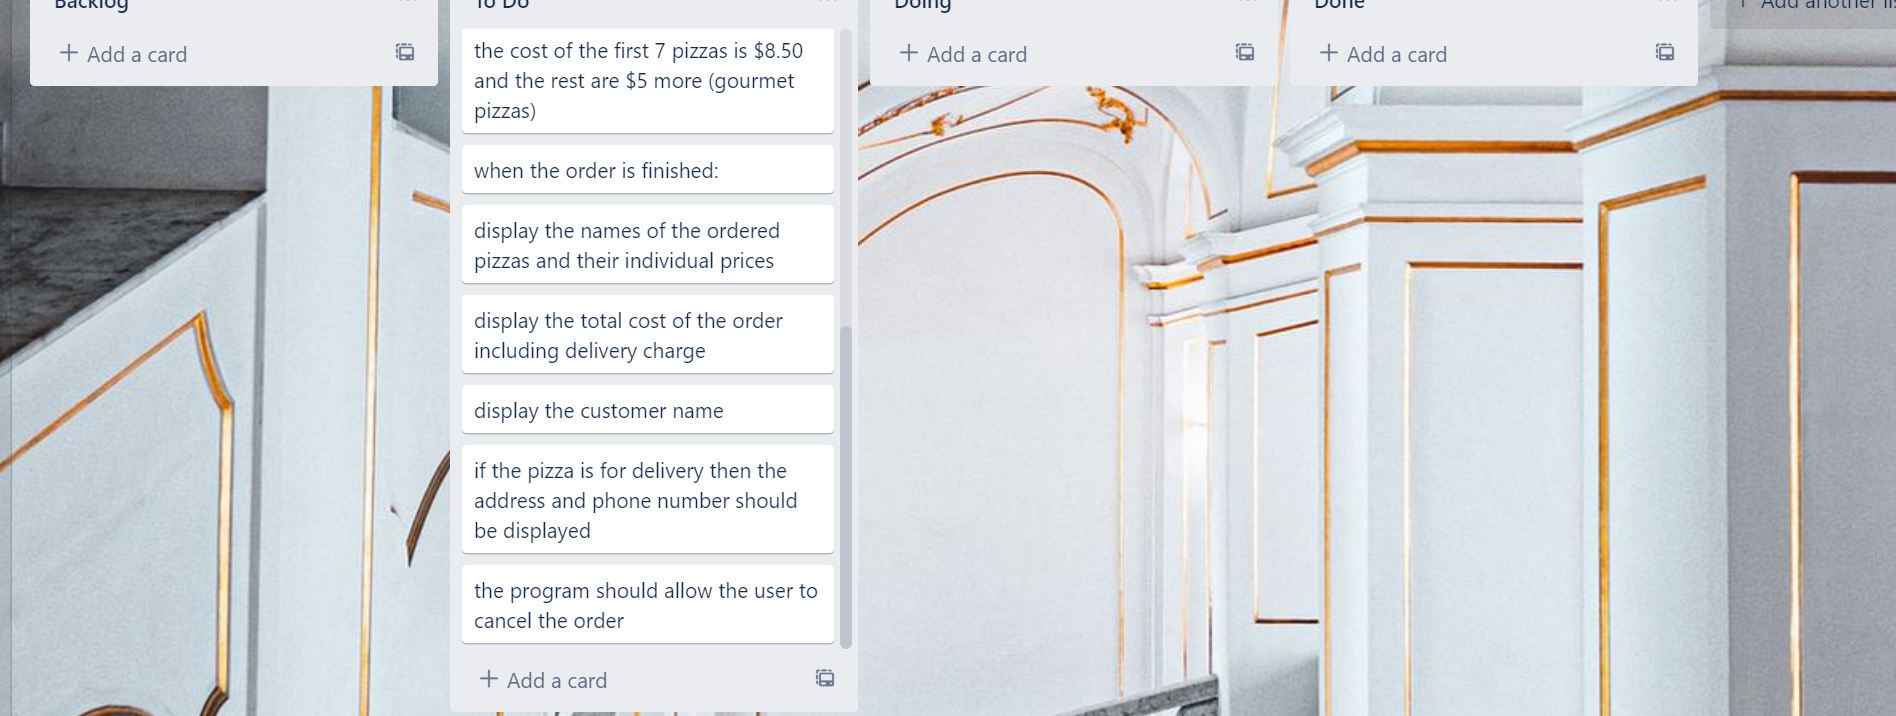 Backlog
Add a card
To Do
the cost of the first 7 pizzas is $8.50
and the rest are $5 more (gourmet
pizzas)
when the order is finished:
display the names of the ordered
pizzas and their individual prices
display the total cost of the order
including delivery charge
display the customer name
if the pizza is for delivery then the
address and phone number should
be displayed
the program should allow the user to
cancel the order
Add a card
Doing
Add a card
Done
Add a card
Add another